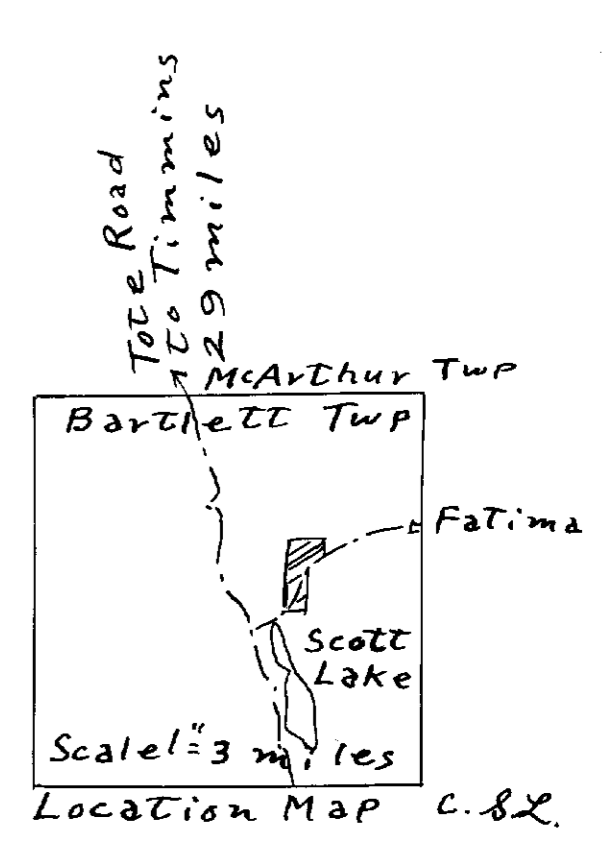 Tote Road
to Timmins
29 miles
McArthur Twp
Bartlett Twp
Fatima
Scott
Lake
Scale 1"=3 miles
Location Map C. S.L.